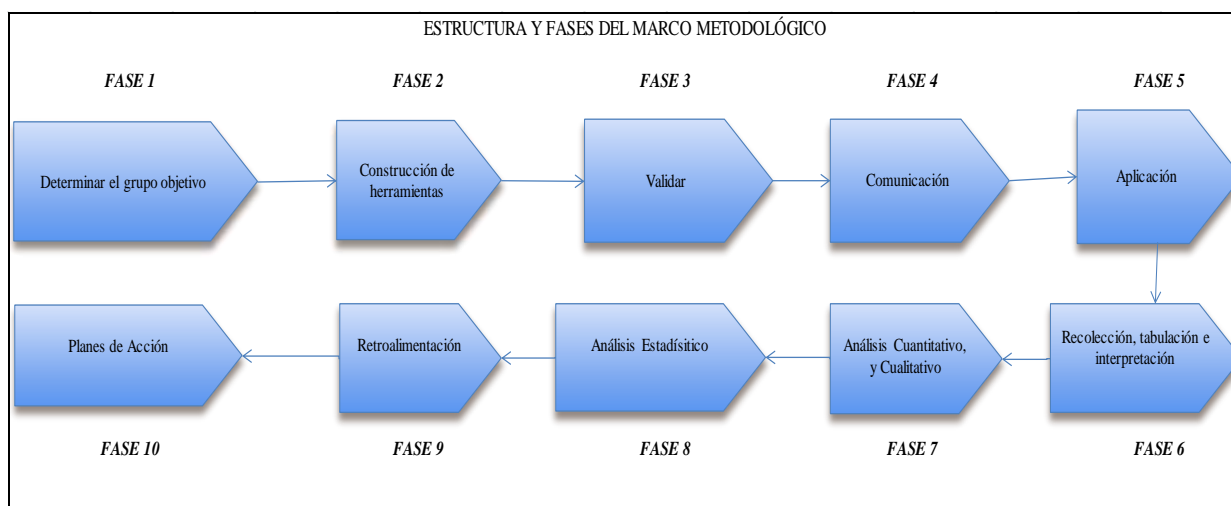 ESTRUCTURA Y FASES DEL MARCO METODOLÓGICO
FASE 1
FASE 2
FASE 3
FASE 4
FASE 5
Determinar el grupo objetivo
Construcción de
herramientas
Validar
Comunicación
Aplicación
Planes de Acción
Retroalimentación
Análisis Estadísitico
Análisis Cuantitativo,
y Cualitativo
Recolección, tabulación e
interpretación
FASE 10
FASE 9
FASE 8
FASE 7
FASE 6